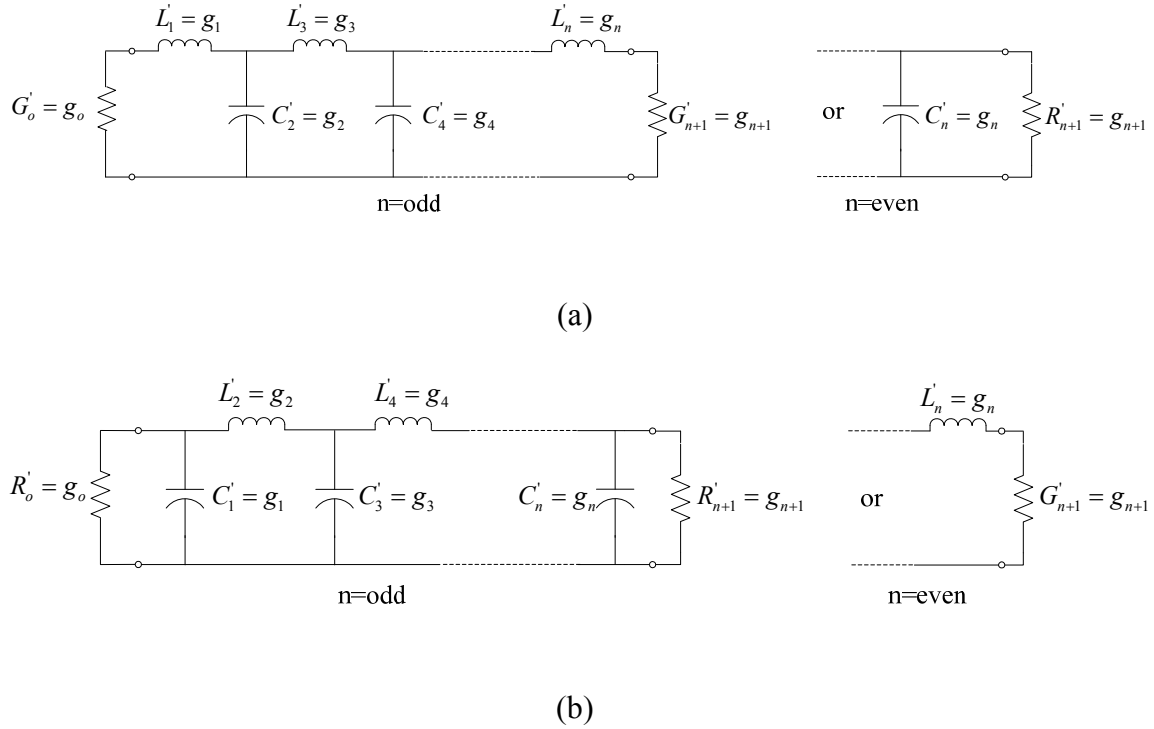 L'₁ = g₁ L'₃ = g₃ L'ₙ = gₙ
G'ₒ = gₒ C'₂ = g₂ C'₄ = g₄ G'ₙ₊₁ = gₙ₊₁ or C'ₙ = gₙ R'ₙ₊₁ = gₙ₊₁
n=odd n=even
(a)
L'₂ = g₂ L'₄ = g₄ L'ₙ = gₙ
R'ₒ = gₒ C'₁ = g₁ C'₃ = g₃ C'ₙ = gₙ R'ₙ₊₁ = gₙ₊₁ or G'ₙ₊₁ = gₙ₊₁
n=odd n=even
(b)